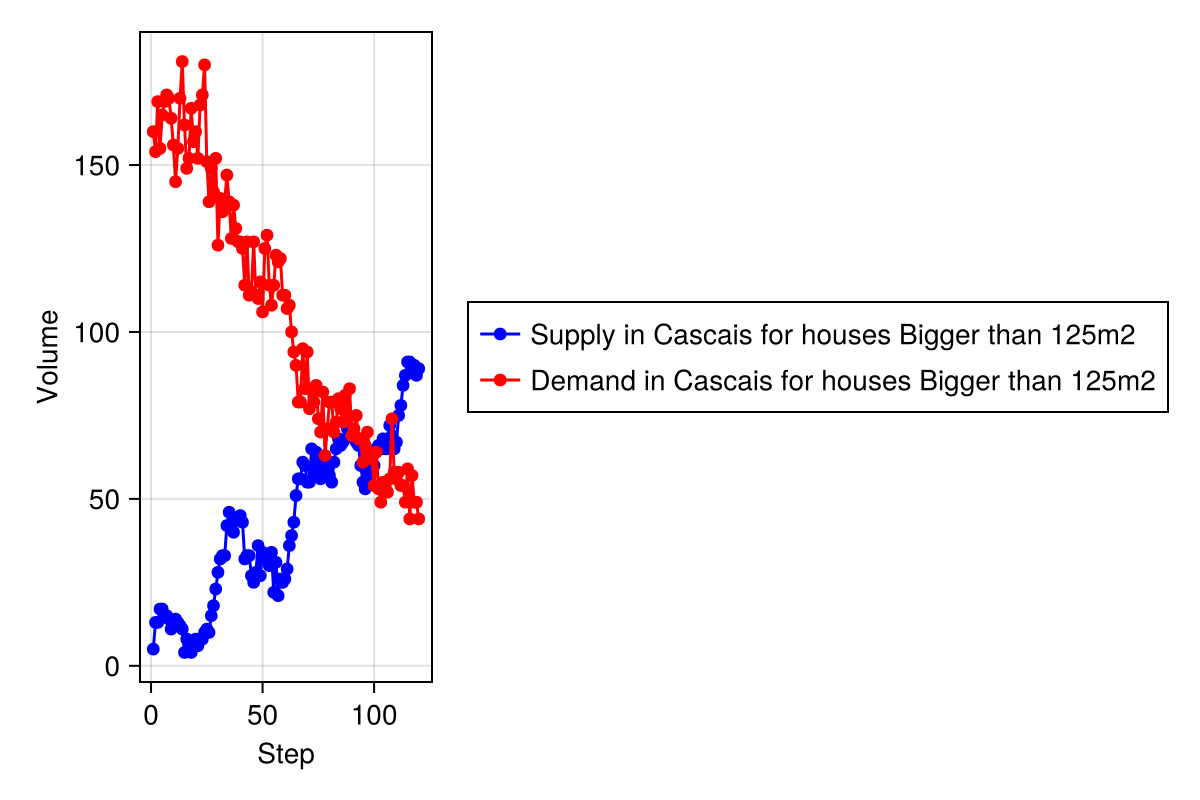 150
100
50
0
Volume
0 50 100
Step
Supply in Cascais for houses Bigger than 125m2
Demand in Cascais for houses Bigger than 125m2